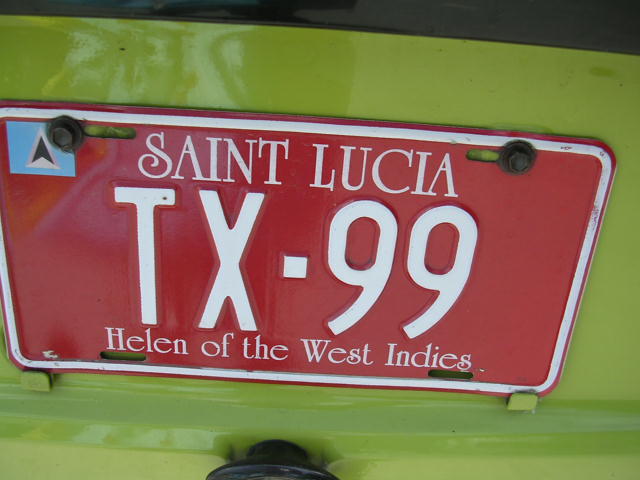 SAINT LUCIA
TX-99
Helen of the West Indies